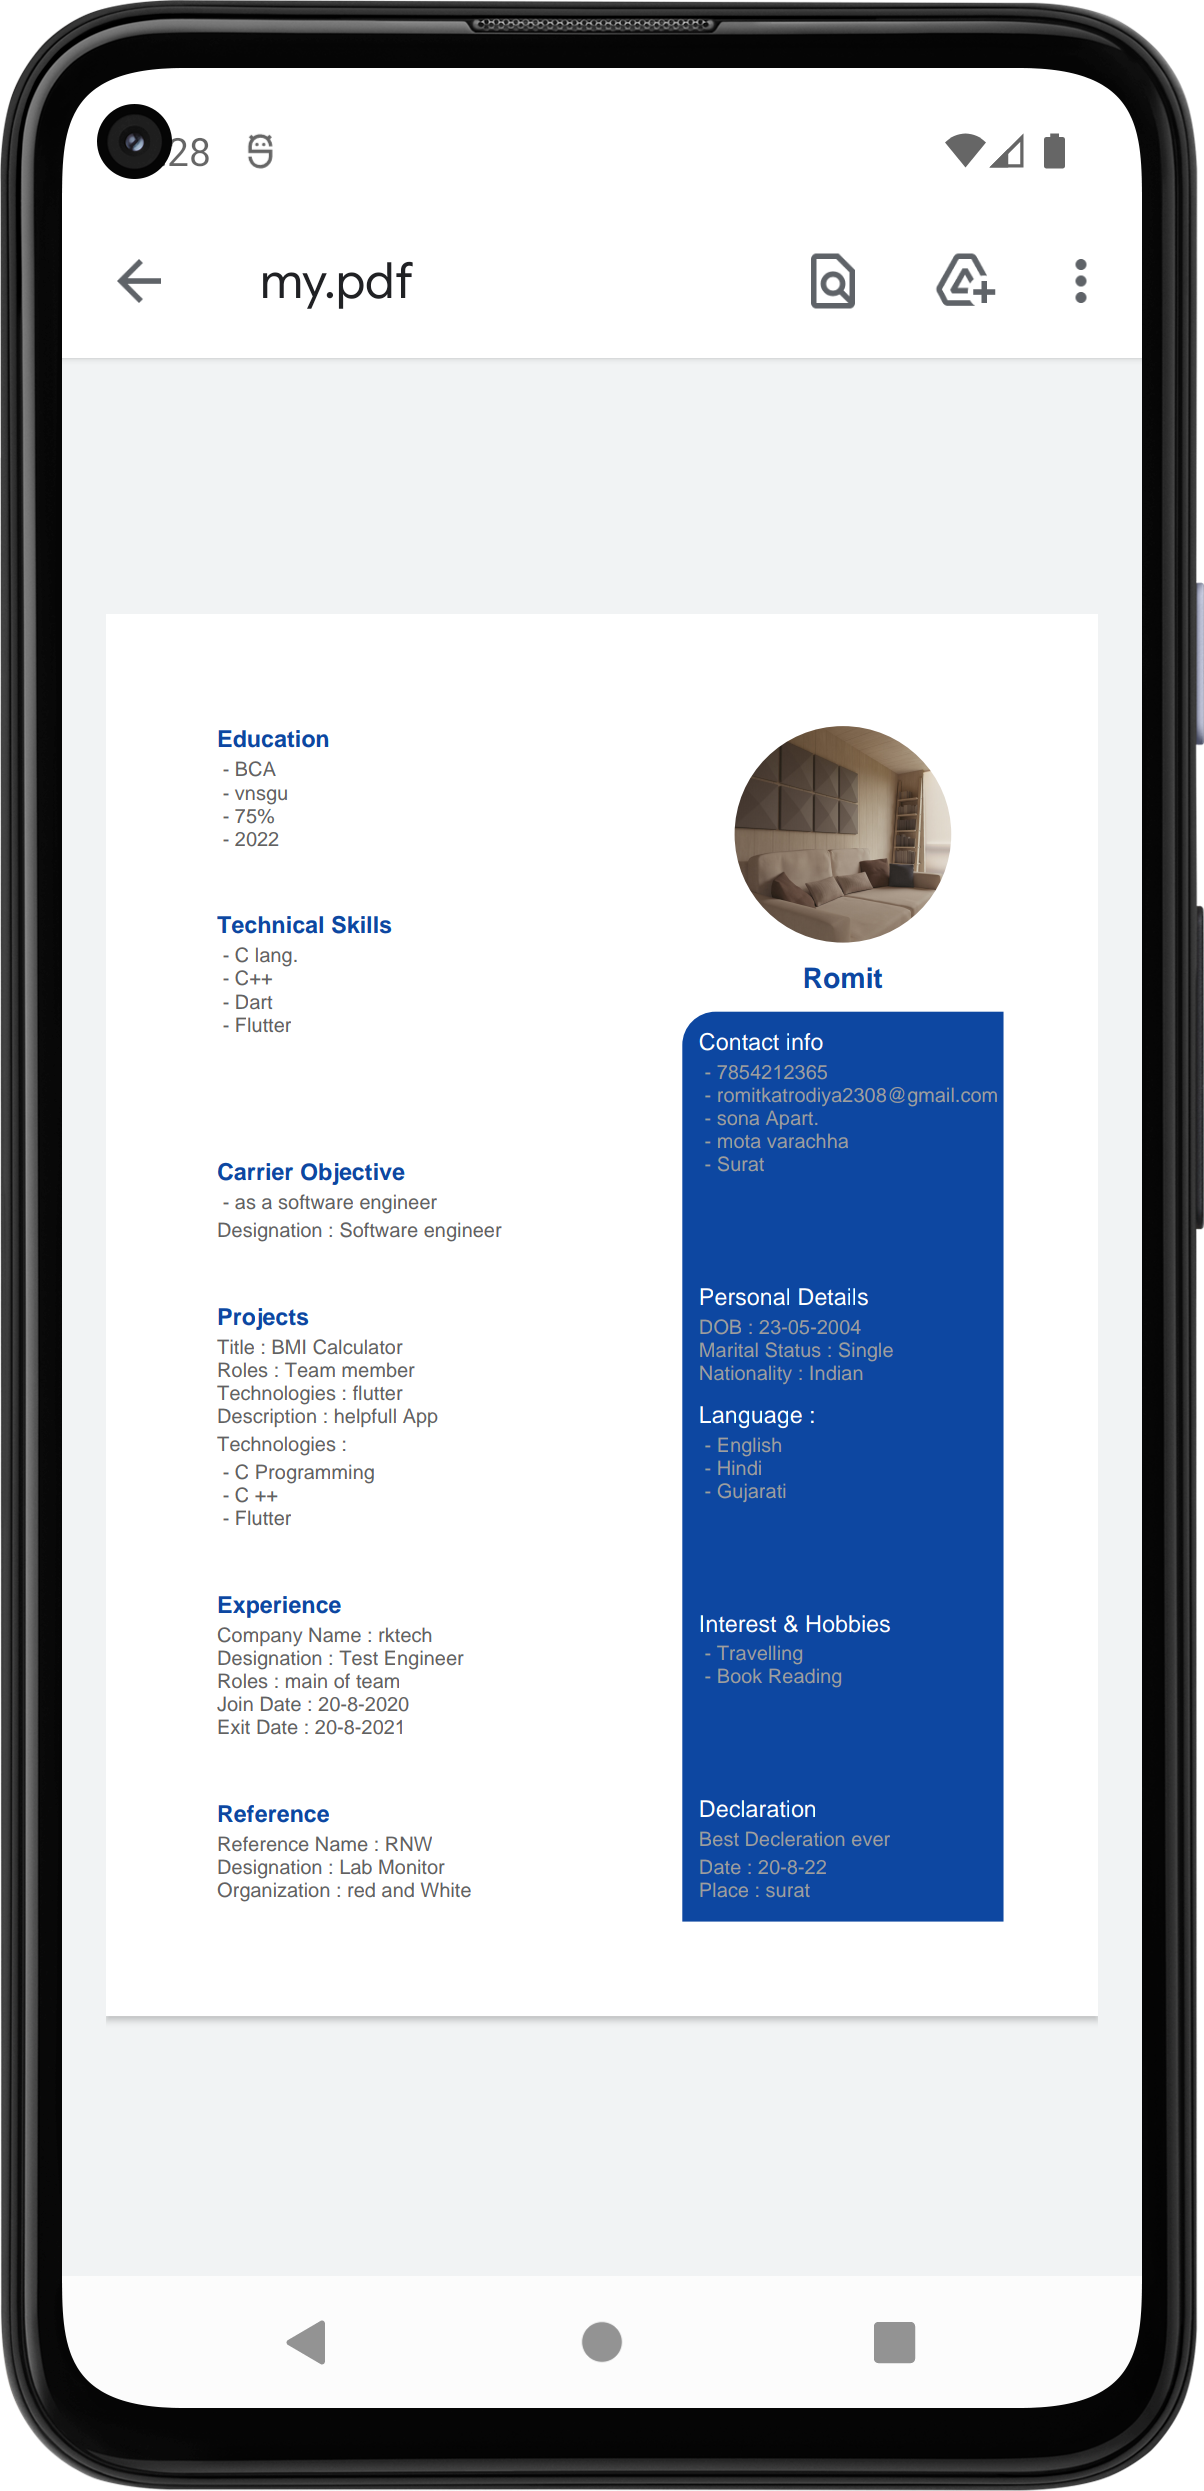 28
my.pdf
Education
- BCA
- vnsgu
- 75%
- 2022
Technical Skills
- C lang.
- C++
- Dart
- Flutter
Carrier Objective
- as a software engineer
Designation : Software engineer
Projects
Title : BMI Calculator
Roles : Team member
Technologies : flutter
Description : helpfull App
Technologies :
- C Programming
- C ++
- Flutter
Experience
Company Name : rktech
Designation : Test Engineer
Roles : main of team
Join Date : 20-8-2020
Exit Date : 20-8-2021
Reference
Reference Name : RNW
Designation : Lab Monitor
Organization : red and White
Romit
Contact info
- 7854212365
- romitkatrodiya2308@gmail.com
- sona Apart.
- mota varachha
- Surat
Personal Details
DOB : 23-05-2004
Marital Status : Single
Nationality : Indian
Language :
- English
- Hindi
- Gujarati
Interest & Hobbies
- Travelling
- Book Reading
Declaration
Best Decleration ever
Date : 20-8-22
Place : surat